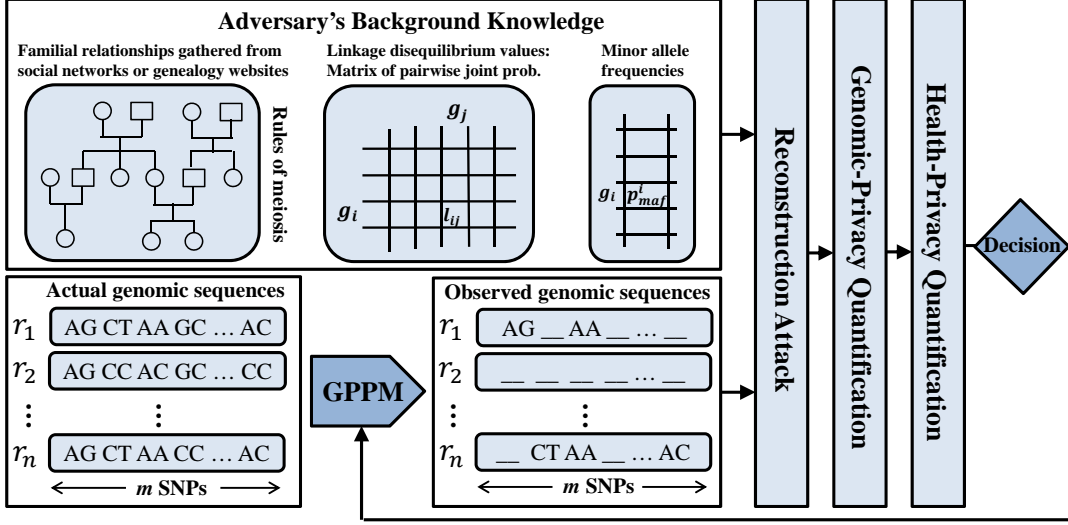 Adversary's Background Knowledge
Familial relationships gathered from
social networks or genealogy websites
Rules of meiosis
Linkage disequilibrium values:
Matrix of pairwise joint prob.
g_j
g_i
l_ij
Minor allele
frequencies
g_i
p^i_maf
Actual genomic sequences
r_1 AG CT AA GC … AC
r_2 AG CC AC GC … CC
⋮ ⋮
r_n AG CT AA CC … AC
m SNPs
GPPM
Observed genomic sequences
r_1 AG __ AA __ … __
r_2 __ __ __ __ … __
⋮ ⋮
r_n __ CT AA __ … AC
m SNPs
Reconstruction Attack
Genomic-Privacy Quantification
Health-Privacy Quantification
Decision